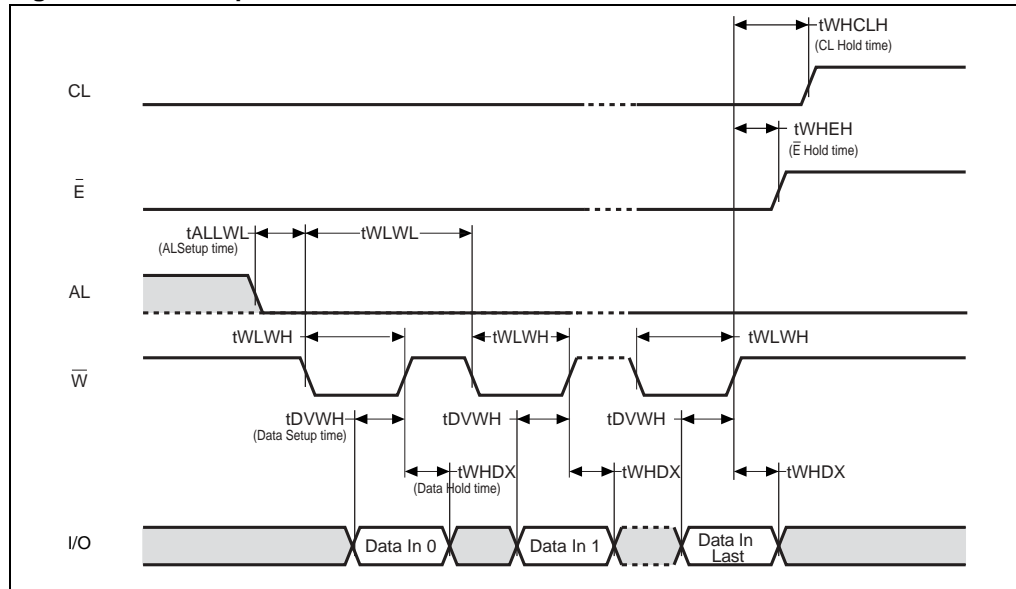 tWHCLH
(CL Hold time)
CL
tWHEH
(E̅ Hold time)
E̅
tALLWL
(ALSetup time)
tWLWL
AL
tWLWH
tWLWH
tWLWH
W̅
tDVWH
(Data Setup time)
tDVWH
tDVWH
tWHDX
(Data Hold time)
tWHDX
tWHDX
I/O
Data In 0
Data In 1
Data In
Last